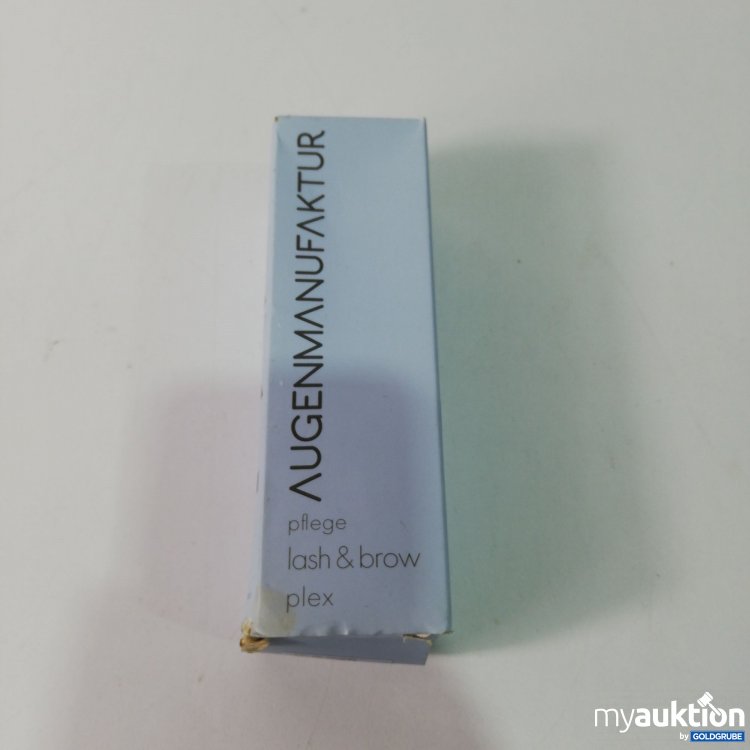 AUGENMANUFAKTUR
pflege
lash & brow
plex
myauktion
by GOLDGRUBE